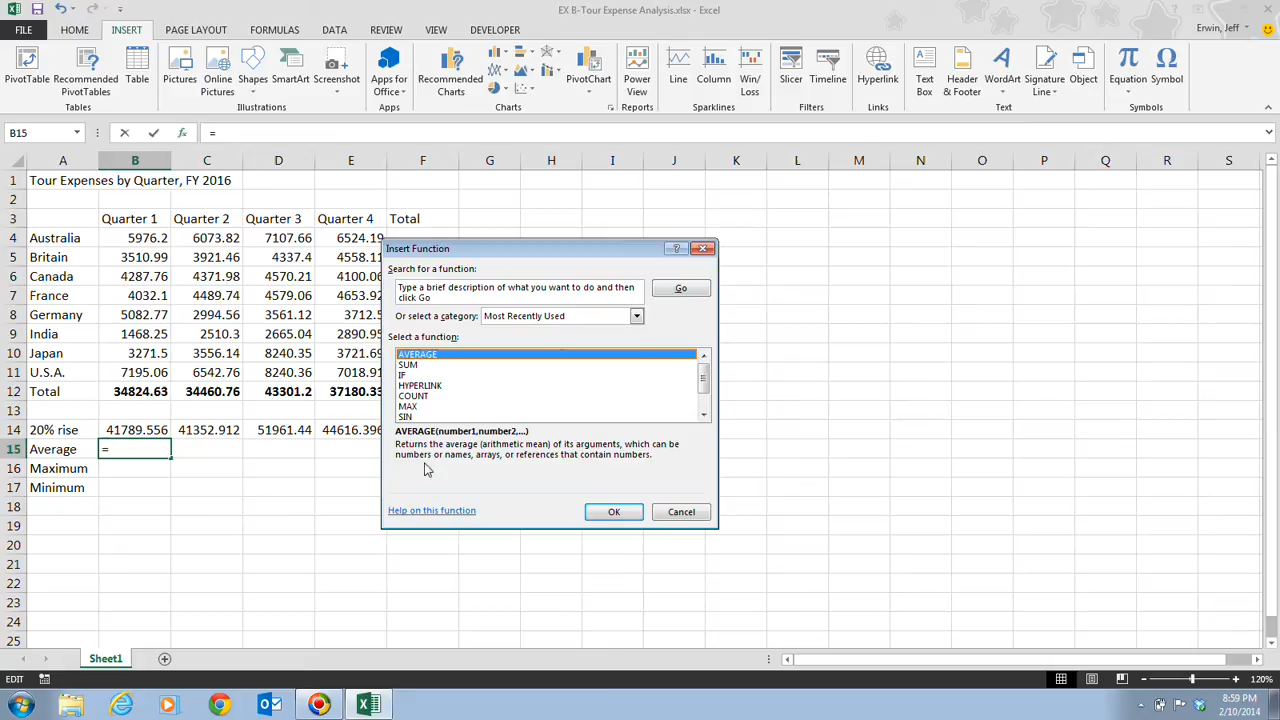 EX B-Tour Expense Analysis.xlsx - Excel
FILE HOME INSERT PAGE LAYOUT FORMULAS DATA REVIEW VIEW DEVELOPER Erwin, Jeff
PivotTable Recommended PivotTables Table Pictures Online Pictures Shapes SmartArt Screenshot Apps for Office Recommended Charts PivotChart Power View Line Column Win/ Loss Slicer Timeline Hyperlink Text Box Header & Footer WordArt Signature Line Object Equation Symbol
Tables Illustrations Apps Charts Reports Sparklines Filters Links Text Symbols
B15 fx =
A B C D E F G H I J K L M N O P Q R S
1 Tour Expenses by Quarter, FY 2016
2
3 Quarter 1 Quarter 2 Quarter 3 Quarter 4 Total
4 Australia 5976.2 6073.82 7107.66 6524.19
5 Britain 3510.99 3921.46 4337.4 4558.11
6 Canada 4287.76 4371.98 4570.21 4100.06
7 France 4032.1 4489.74 4579.06 4653.92
8 Germany 5082.77 2994.56 3561.12 3712.5
9 India 1468.25 2510.3 2665.04 2890.95
10 Japan 3271.5 3556.14 8240.35 3721.69
11 U.S.A. 7195.06 6542.76 8240.36 7018.91
12 Total 34824.63 34460.76 43301.2 37180.33
13
14 20% rise 41789.556 41352.912 51961.44 44616.396
15 Average =
16 Maximum
17 Minimum
18
19
20
21
22
23
24
25
Insert Function
Search for a function:
Type a brief description of what you want to do and then
click Go
Go
Or select a category: Most Recently Used
Select a function:
AVERAGE
SUM
IF
HYPERLINK
COUNT
MAX
SIN
AVERAGE(number1,number2,...)
Returns the average (arithmetic mean) of its arguments, which can be
numbers or names, arrays, or references that contain numbers.
Help on this function OK Cancel
Sheet1
EDIT 120%
8:59 PM
2/10/2014